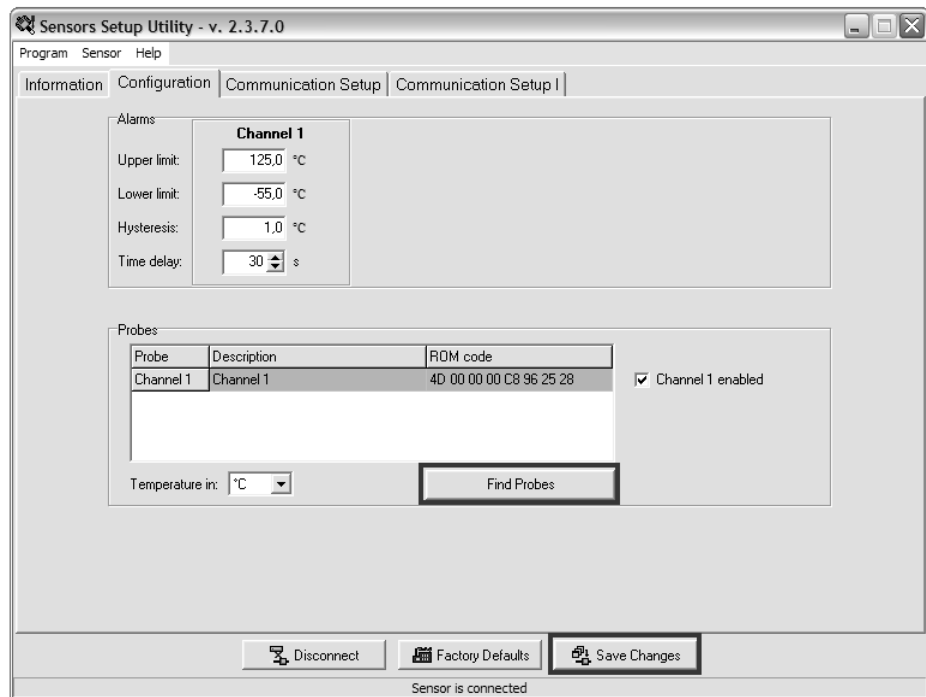 Sensors Setup Utility - v. 2.3.7.0
Program Sensor Help
Information Configuration Communication Setup Communication Setup I
Alarms
Channel 1
Upper limit: 125,0 °C
Lower limit: -55,0 °C
Hysteresis: 1,0 °C
Time delay: 30 s
Probes
Probe Description ROM code
Channel 1 Channel 1 4D 00 00 00 C8 96 25 28 Channel 1 enabled
Temperature in: °C Find Probes
Disconnect Factory Defaults Save Changes
Sensor is connected